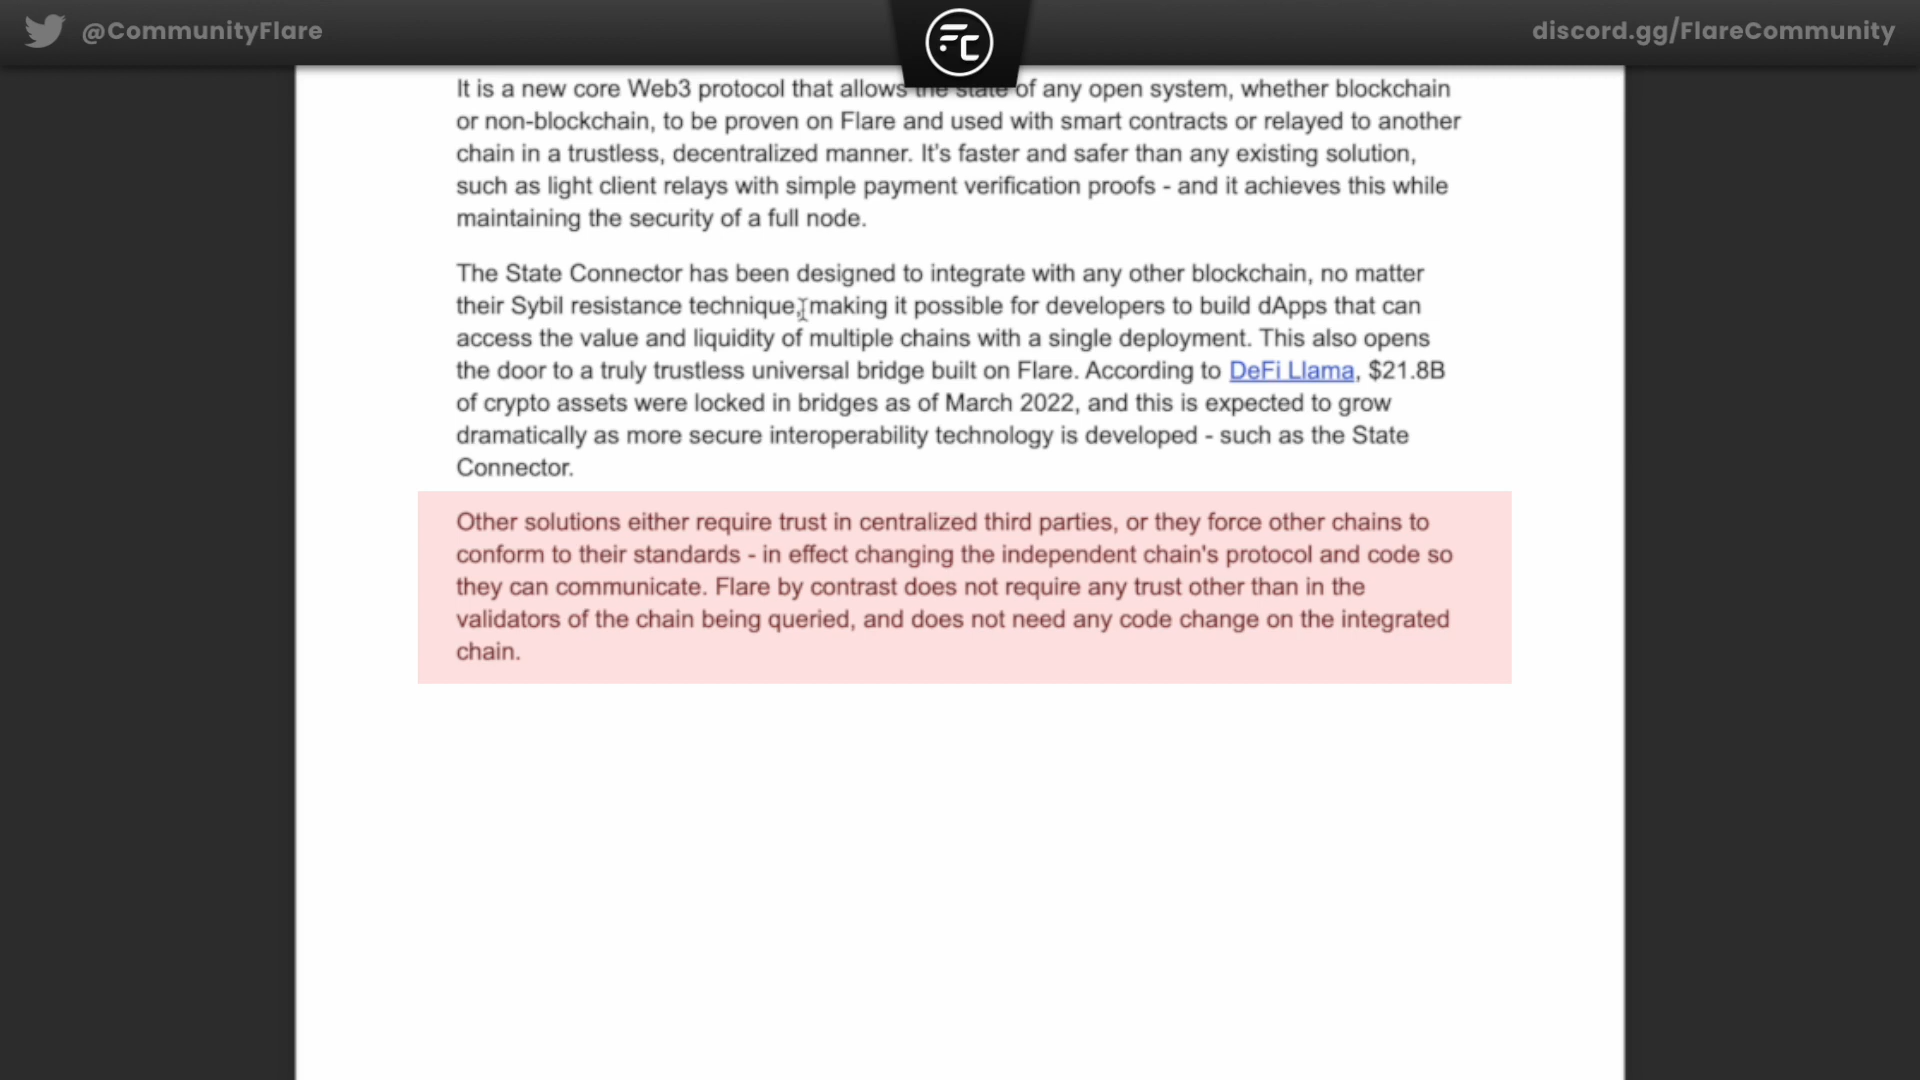 @CommunityFlare
FC
discord.gg/FlareCommunity
It is a new core Web3 protocol that allows the state of any open system, whether blockchain
or non-blockchain, to be proven on Flare and used with smart contracts or relayed to another
chain in a trustless, decentralized manner. It's faster and safer than any existing solution,
such as light client relays with simple payment verification proofs - and it achieves this while
maintaining the security of a full node.
The State Connector has been designed to integrate with any other blockchain, no matter
their Sybil resistance technique, making it possible for developers to build dApps that can
access the value and liquidity of multiple chains with a single deployment. This also opens
the door to a truly trustless universal bridge built on Flare. According to DeFi Llama, $21.8B
of crypto assets were locked in bridges as of March 2022, and this is expected to grow
dramatically as more secure interoperability technology is developed - such as the State
Connector.
Other solutions either require trust in centralized third parties, or they force other chains to
conform to their standards - in effect changing the independent chain's protocol and code so
they can communicate. Flare by contrast does not require any trust other than in the
validators of the chain being queried, and does not need any code change on the integrated
chain.